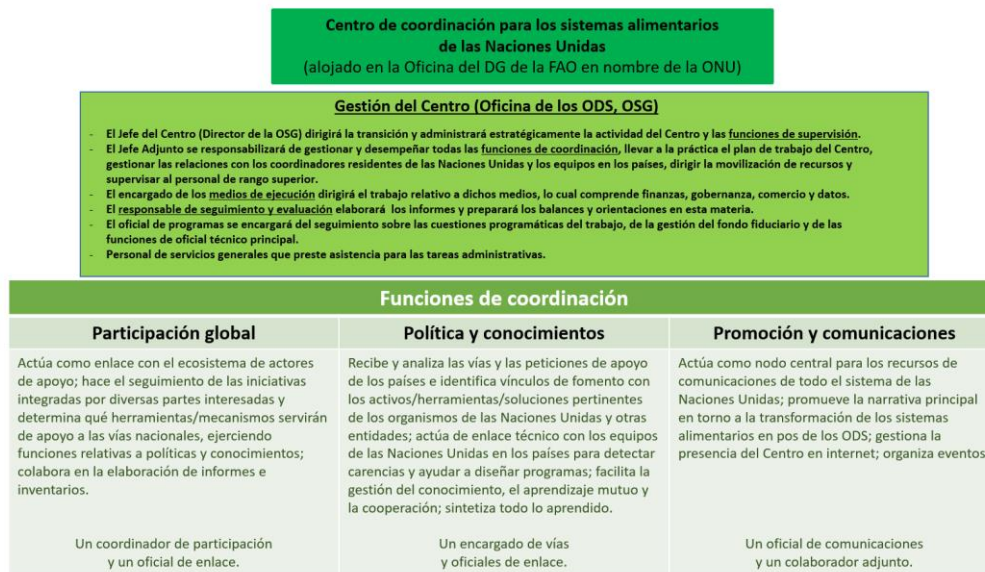 Centro de coordinación para los sistemas alimentarios
de las Naciones Unidas
(alojado en la Oficina del DG de la FAO en nombre de la ONU)
Gestión del Centro (Oficina de los ODS, OSG)
- El Jefe del Centro (Director de la OSG) dirigirá la transición y administrará estratégicamente la actividad del Centro y las funciones de supervisión.
- El Jefe Adjunto se responsabilizará de gestionar y desempeñar todas las funciones de coordinación, llevar a la práctica el plan de trabajo del Centro,
gestionar las relaciones con los coordinadores residentes de las Naciones Unidas y los equipos en los países, dirigir la movilización de recursos y
supervisar al personal de rango superior.
- El encargado de los medios de ejecución dirigirá el trabajo relativo a dichos medios, lo cual comprende finanzas, gobernanza, comercio y datos.
- El responsable de seguimiento y evaluación elaborará los informes y preparará los balances y orientaciones en esta materia.
- El oficial de programas se encargará del seguimiento sobre las cuestiones programáticas del trabajo, de la gestión del fondo fiduciario y de las
funciones de oficial técnico principal.
- Personal de servicios generales que preste asistencia para las tareas administrativas.
Funciones de coordinación
Participación global
Actúa como enlace con el ecosistema de actores
de apoyo; hace el seguimiento de las iniciativas
integradas por diversas partes interesadas y
determina qué herramientas/mecanismos servirán
de apoyo a las vías nacionales, ejerciendo
funciones relativas a políticas y conocimientos;
colabora en la elaboración de informes e
inventarios.
Un coordinador de participación
y un oficial de enlace.
Política y conocimientos
Recibe y analiza las vías y las peticiones de apoyo
de los países e identifica vínculos de fomento con
los activos/herramientas/soluciones pertinentes
de los organismos de las Naciones Unidas y otras
entidades; actúa de enlace técnico con los equipos
de las Naciones Unidas en los países para detectar
carencias y ayudar a diseñar programas; facilita la
gestión del conocimiento, el aprendizaje mutuo y
la cooperación; sintetiza todo lo aprendido.
Un encargado de vías
y oficiales de enlace.
Promoción y comunicaciones
Actúa como nodo central para los recursos de
comunicaciones de todo el sistema de las
Naciones Unidas; promueve la narrativa principal
en torno a la transformación de los sistemas
alimentarios en pos de los ODS; gestiona la
presencia del Centro en internet; organiza eventos
Un oficial de comunicaciones
y un colaborador adjunto.